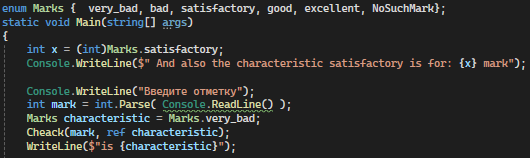 enum Marks {  very_bad, bad, satisfactory, good, excellent, NoSuchMark};
static void Main(string[] args)
{
int x = (int)Marks.satisfactory;
Console.WriteLine($" And also the characteristic satisfactory is for: {x} mark");
Console.WriteLine("Введите отметку");
int mark = int.Parse( Console.ReadLine() );
Marks characteristic = Marks.very_bad;
Cheack(mark, ref characteristic);
WriteLine($"is {characteristic}");